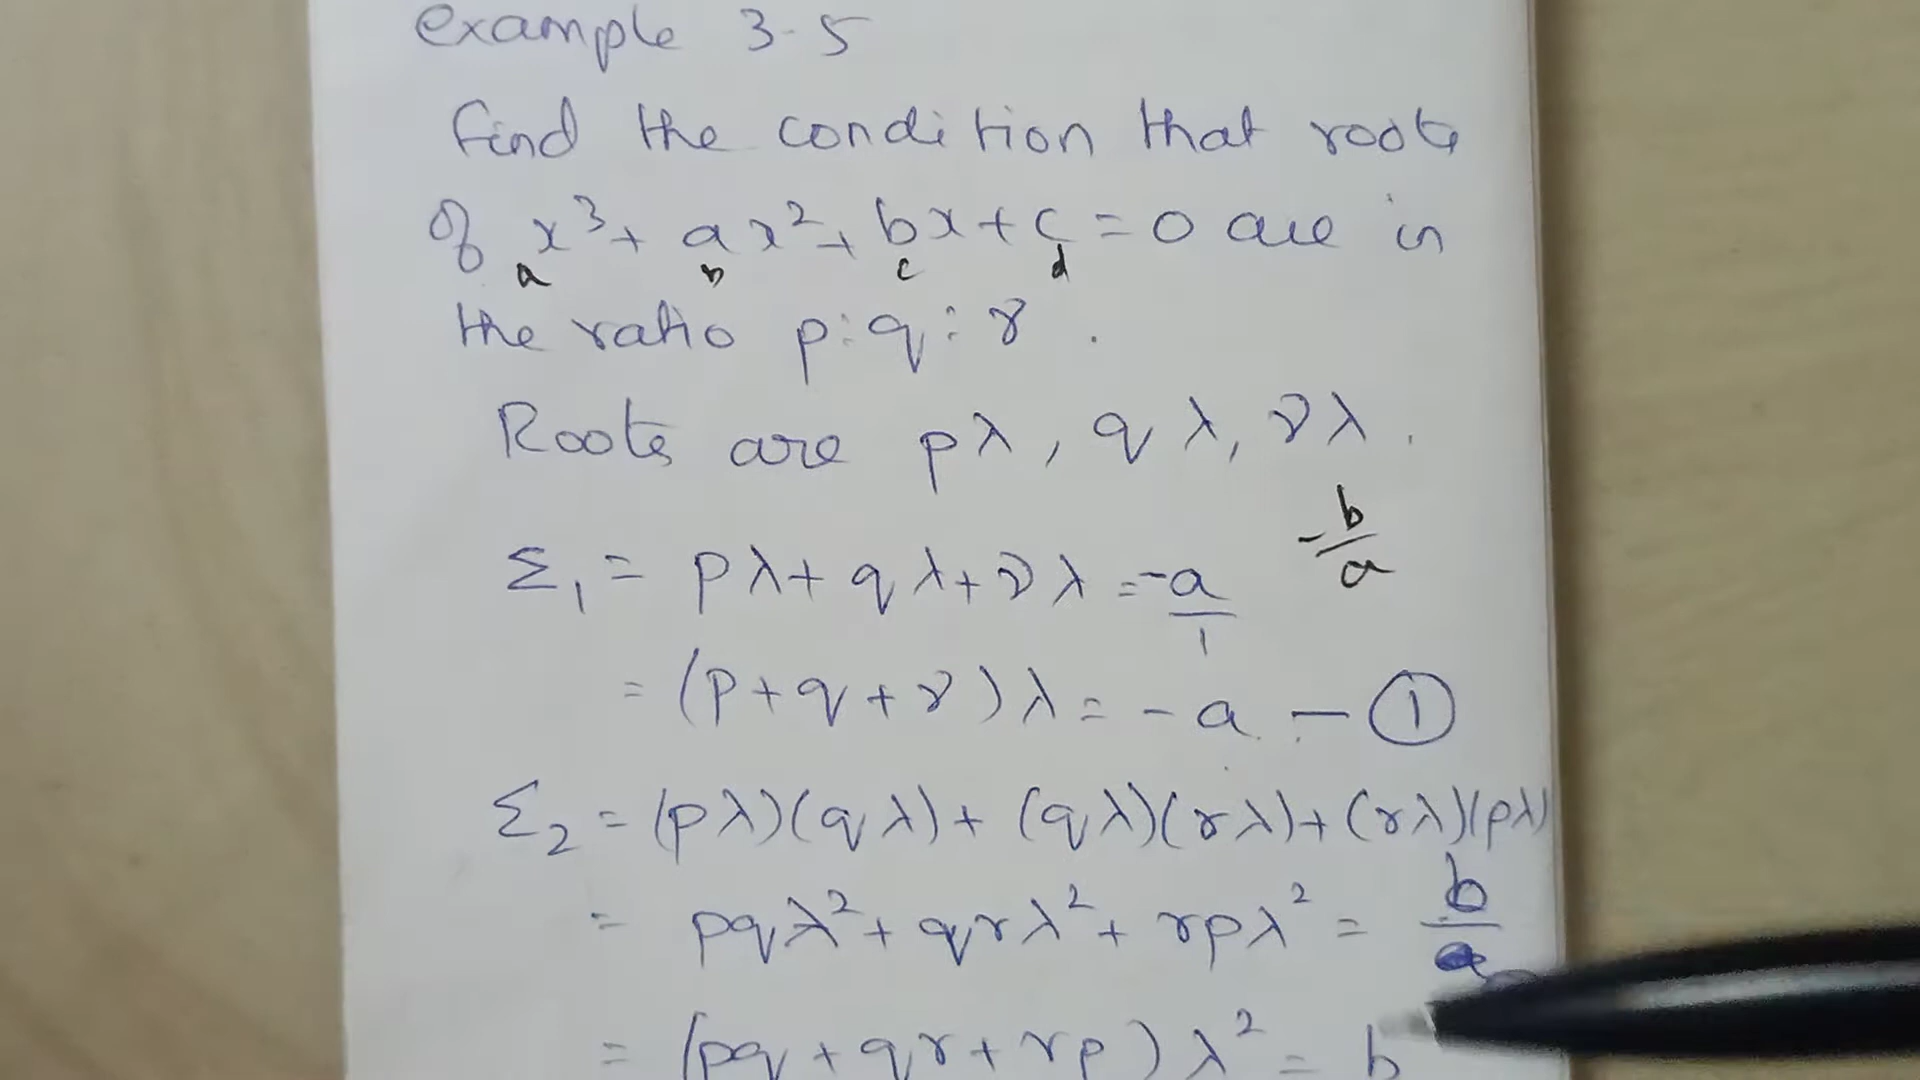 example 3-5
find the condition that roots
of x³ + ax² + bx + c = 0 are in
a b c d
the ratio p : q : r .
Roots are pλ, qλ, rλ .
-b/a
Σ₁ = pλ + qλ + rλ = -a/1
= (p + q + r)λ = -a — ①
Σ₂ = (pλ)(qλ) + (qλ)(rλ) + (rλ)(pλ)
= pqλ² + qrλ² + rpλ² = b/a
= (pq + qr + rp)λ² = b